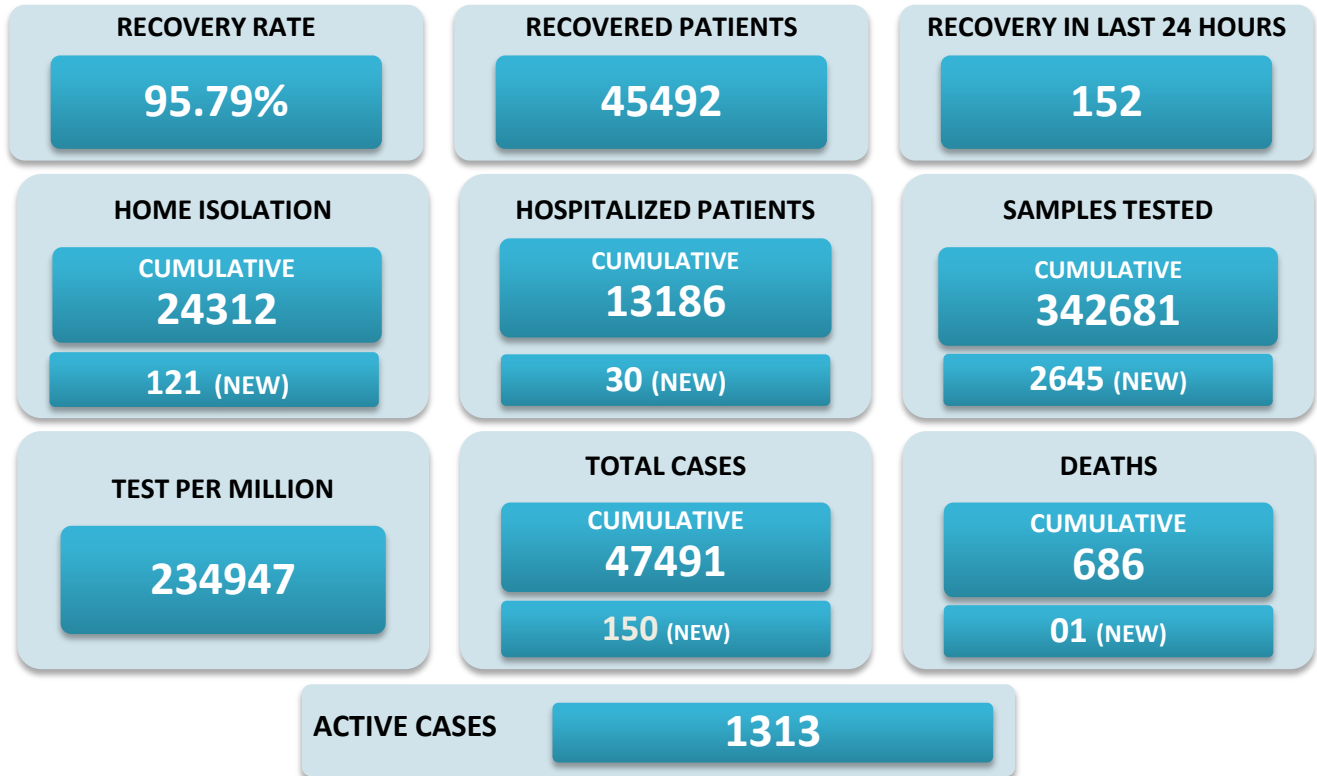 RECOVERY RATE
95.79%
RECOVERED PATIENTS
45492
RECOVERY IN LAST 24 HOURS
152
HOME ISOLATION
CUMULATIVE
24312
121 (NEW)
HOSPITALIZED PATIENTS
CUMULATIVE
13186
30 (NEW)
SAMPLES TESTED
CUMULATIVE
342681
2645 (NEW)
TEST PER MILLION
234947
TOTAL CASES
CUMULATIVE
47491
150 (NEW)
DEATHS
CUMULATIVE
686
01 (NEW)
ACTIVE CASES
1313